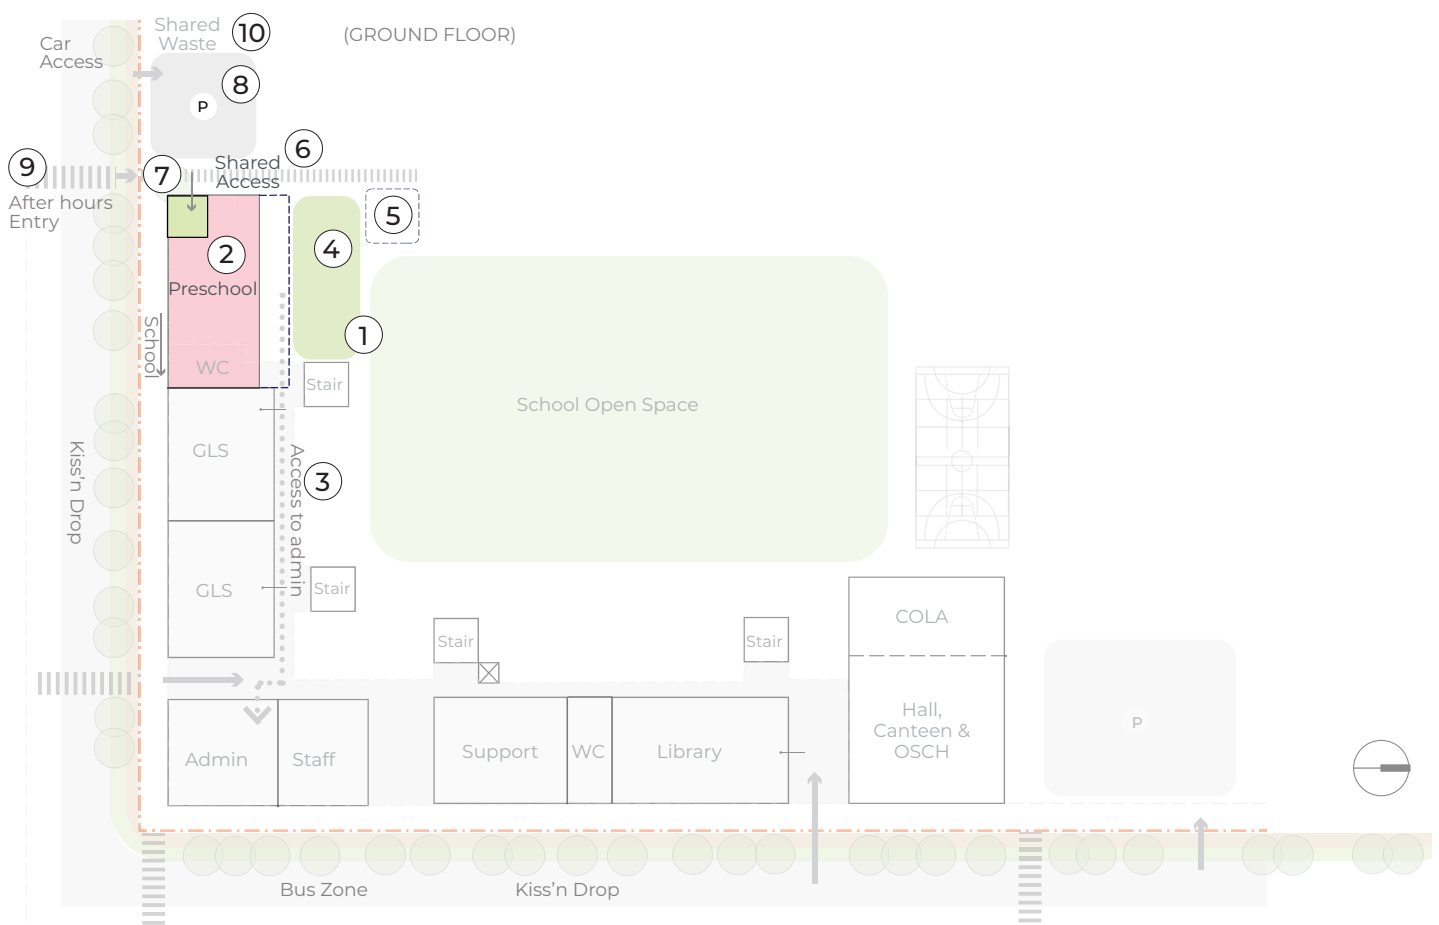 Shared
Waste
10
(GROUND FLOOR)
Car
Access
8
P
6
9
7
Shared
Access
After hours
Entry
5
4
2
Preschool
1
School
WC
Stair
School Open Space
GLS
Kiss'n Drop
Access to admin
3
GLS
Stair
COLA
Stair
Stair
Hall,
Canteen &
OSCH
P
Admin
Staff
Support
WC
Library
Bus Zone
Kiss'n Drop